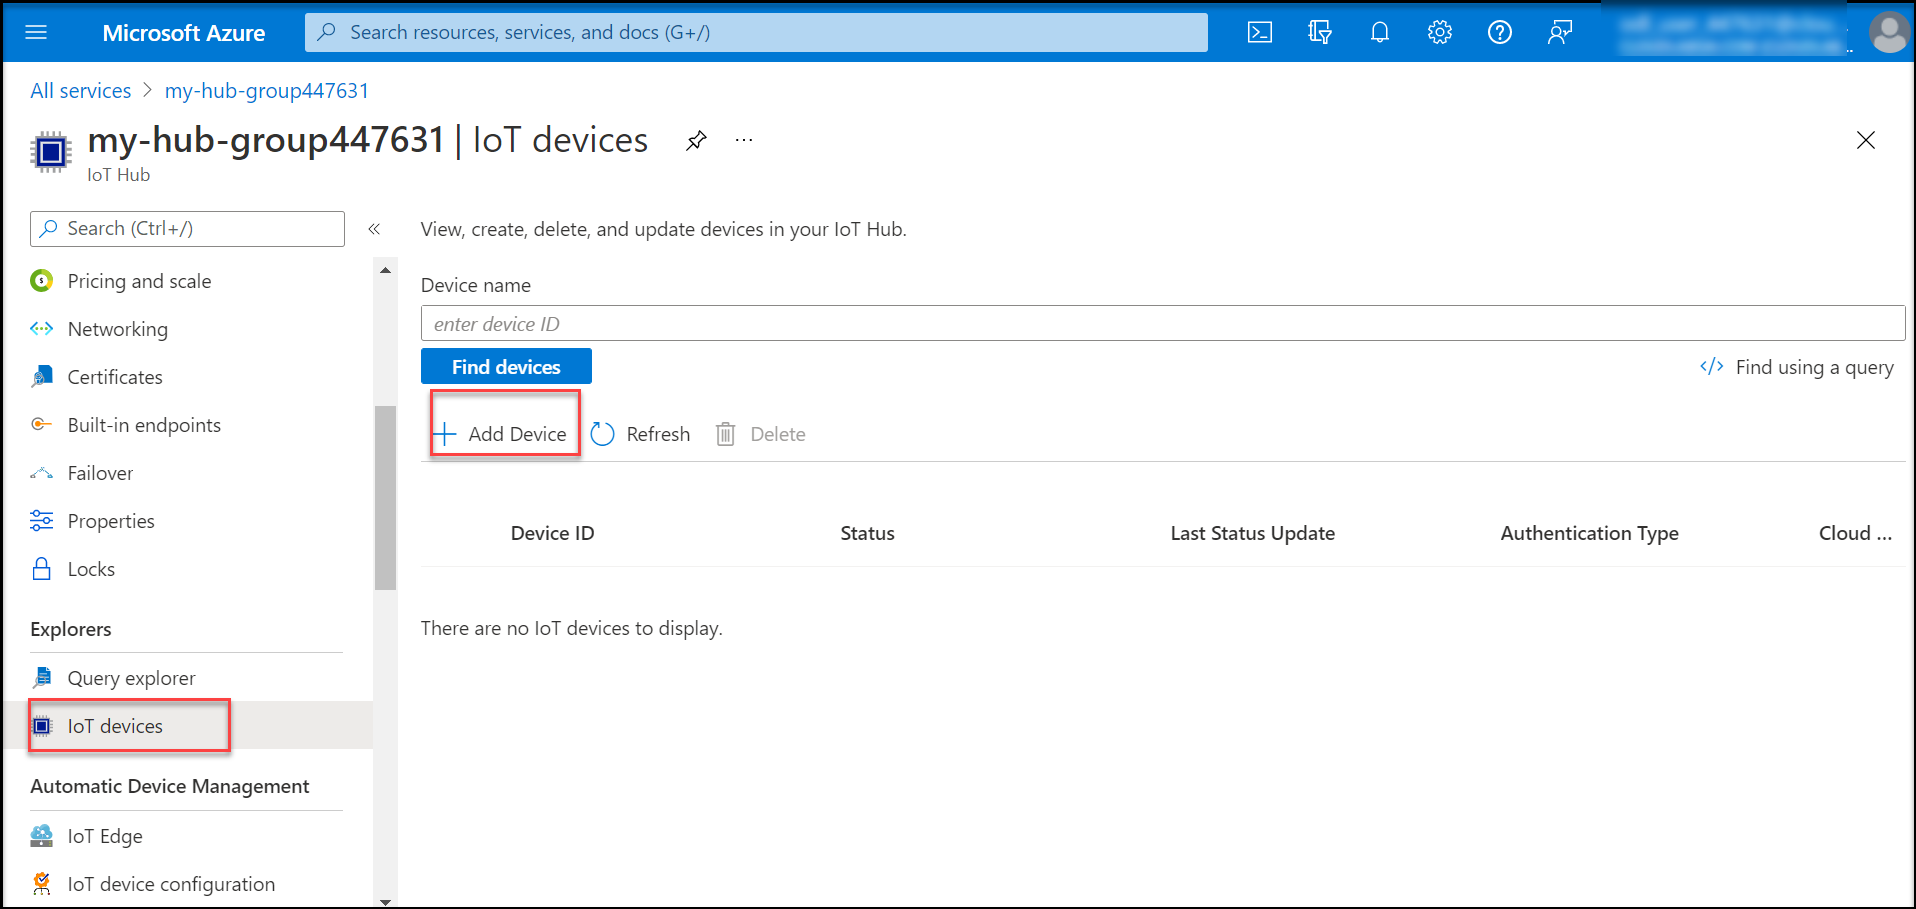 Microsoft Azure
Search resources, services, and docs (G+/)
All services > my-hub-group447631
my-hub-group447631 | IoT devices
IoT Hub
Search (Ctrl+/)
Pricing and scale
Networking
Certificates
Built-in endpoints
Failover
Properties
Locks
Explorers
Query explorer
IoT devices
Automatic Device Management
IoT Edge
IoT device configuration
View, create, delete, and update devices in your IoT Hub.
Device name
enter device ID
Find devices
</> Find using a query
+ Add Device Refresh Delete
Device ID Status Last Status Update Authentication Type Cloud ...
There are no IoT devices to display.